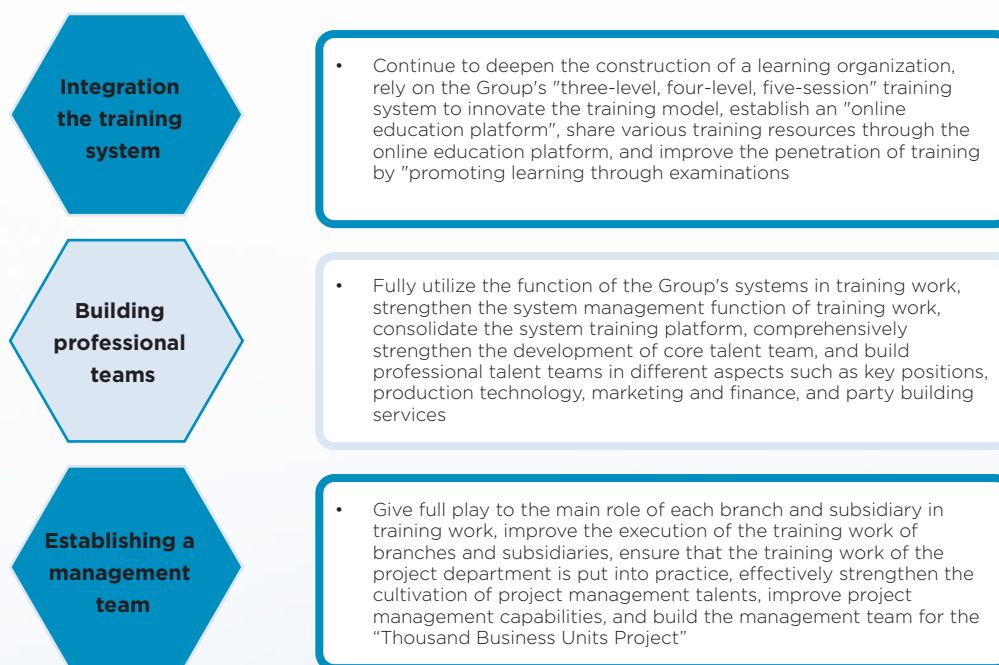 Integration
the training
system
• Continue to deepen the construction of a learning organization,
rely on the Group's "three-level, four-level, five-session" training
system to innovate the training model, establish an "online
education platform", share various training resources through the
online education platform, and improve the penetration of training
by "promoting learning through examinations
Building
professional
teams
• Fully utilize the function of the Group's systems in training work,
strengthen the system management function of training work,
consolidate the system training platform, comprehensively
strengthen the development of core talent team, and build
professional talent teams in different aspects such as key positions,
production technology, marketing and finance, and party building
services
Establishing a
management
team
• Give full play to the main role of each branch and subsidiary in
training work, improve the execution of the training work of
branches and subsidiaries, ensure that the training work of the
project department is put into practice, effectively strengthen the
cultivation of project management talents, improve project
management capabilities, and build the management team for the
“Thousand Business Units Project”